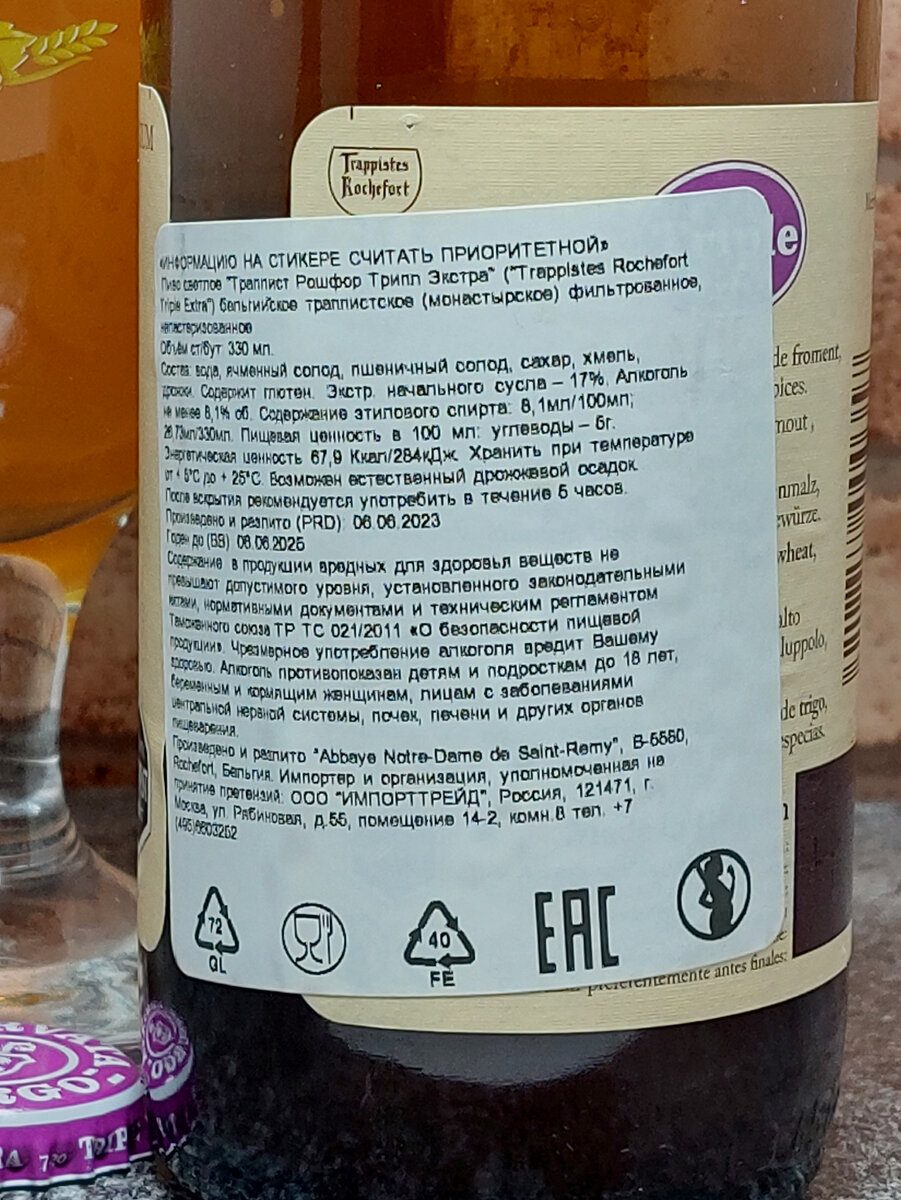 Trappistes
Rochefort
le
«ИНФОРМАЦИЮ НА СТИКЕРЕ СЧИТАТЬ ПРИОРИТЕТНОЙ»
Пиво светлое "Траппист Рошфор Трипл Экстра" ("Trappistes Rochefort
Triple Extra") бельгийское траппистское (монастырское) фильтрованное,
непастеризованное
Объём ст/бут: 330 мл.
Состав: вода, ячменный солод, пшеничный солод, сахар, хмель,
дрожжи. Содержит глютен. Экстр. начального сусла – 17%. Алкоголь
не менее 8,1% об. Содержание этилового спирта: 8,1мл/100мл;
26,73мл/330мл. Пищевая ценность в 100 мл: углеводы – 6г.
Энергетическая ценность 67,9 Ккал/284кДж. Хранить при температуре
от + 5°C до + 25°C. Возможен естественный дрожжевой осадок.
После вскрытия рекомендуется употребить в течение 5 часов.
Произведено и разлито (PRD): 06.06.2023
Годен до (BB): 06.06.2025
Содержание в продукции вредных для здоровья веществ не
превышают допустимого уровня, установленного законодательными
актами, нормативными документами и техническим регламентом
Таможенного союза ТР ТС 021/2011 «О безопасности пищевой
продукции». Чрезмерное употребление алкоголя вредит Вашему
здоровью. Алкоголь противопоказан детям и подросткам до 18 лет,
беременным и кормящим женщинам, лицам с заболеваниями
центральной нервной системы, почек, печени и других органов
пищеварения.
Произведено и разлито "Abbaye Notre-Dame de Saint-Remy", B-5580,
Rochefort, Бельгия. Импортер и организация, уполномоченная на
принятие претензий: ООО "ИМПОРТТРЕЙД", Россия, 121471, г.
Москва, ул. Рябиновая, д.55, помещение 14-2, комн.8 тел. +7
(495)6603252
72
GL
40
FE
EAC
de froment,
pices.
mout,
nmalz,
ewürze.
wheat,
alto
luppolo,
de trigo,
especias.
preferentemente antes finales: